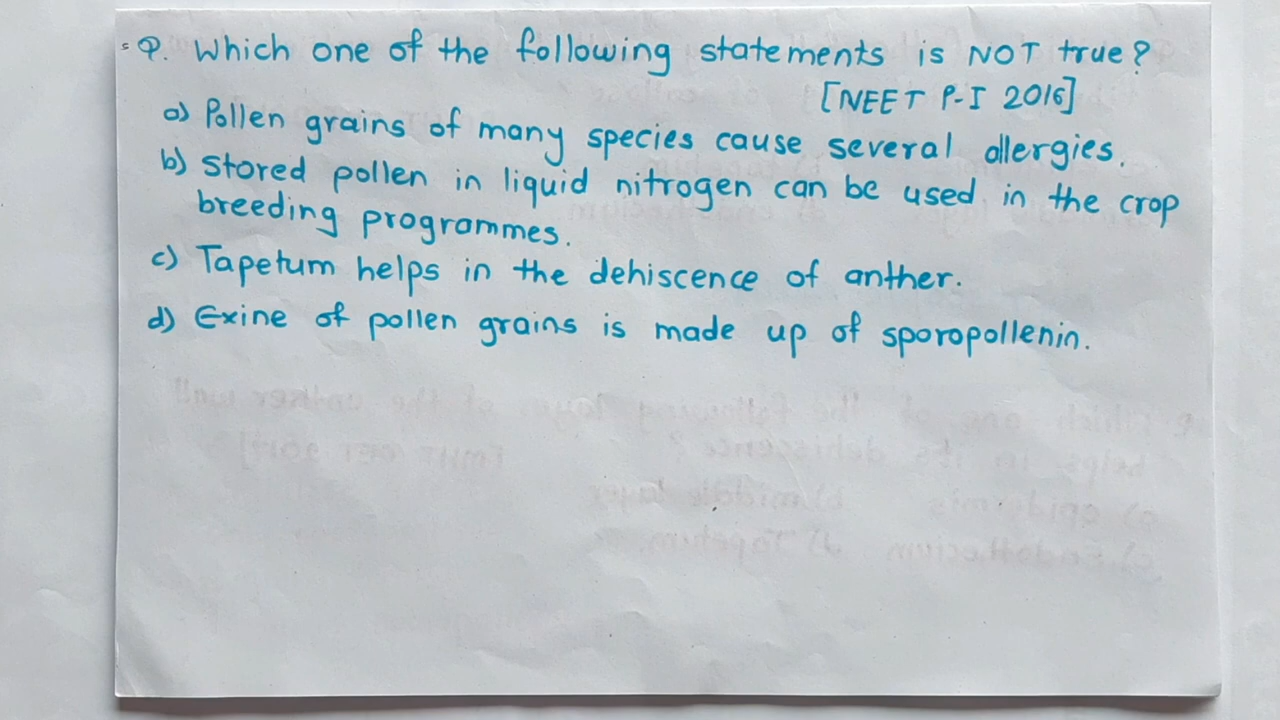 Q. Which one of the following statements is NOT true?
[NEET P-I 2016]
a) Pollen grains of many species cause several allergies.
b) Stored pollen in liquid nitrogen can be used in the crop
breeding programmes.
c) Tapetum helps in the dehiscence of anther.
d) Exine of pollen grains is made up of sporopollenin.